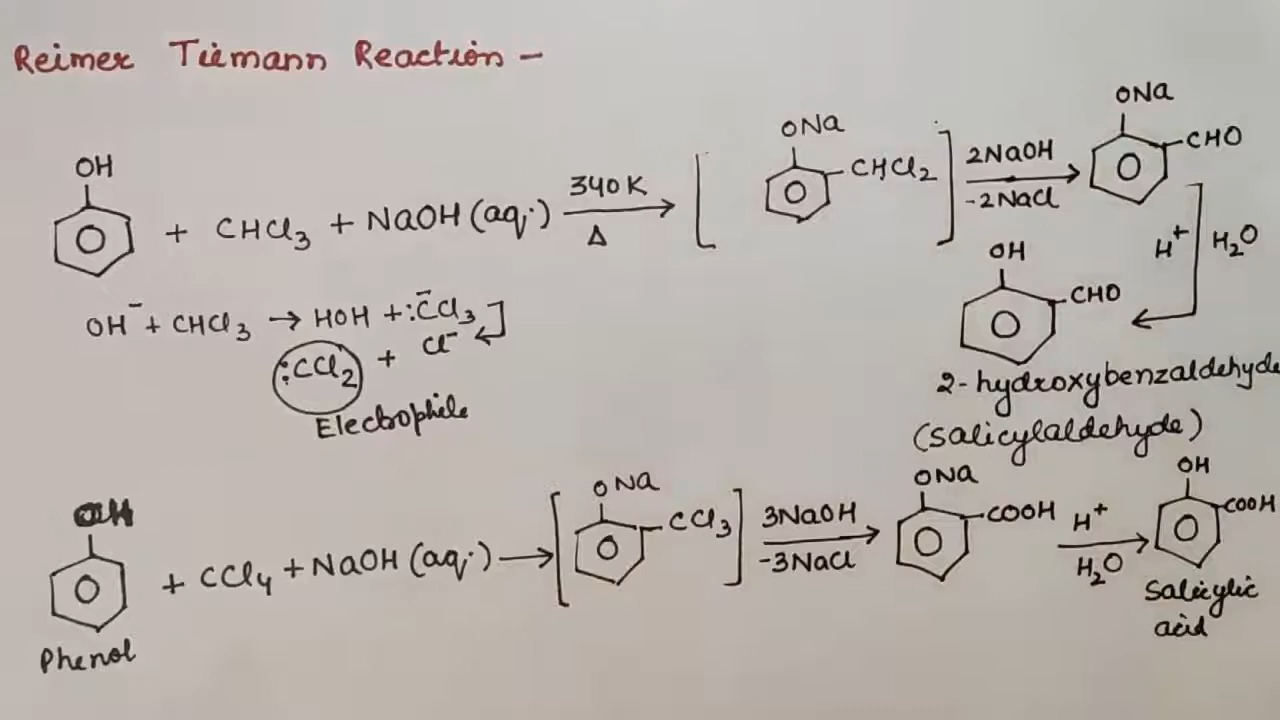 Reimer Tiemann Reaction -
OH + CHCl3 + NaOH (aq.) 340 K Δ → [ ONa CHCl2 ] 2NaOH -2NaCl → ONa CHO
H+ H2O
OH CHO
OH- + CHCl3 → HOH + :C̄Cl3
:CCl2 + Cl-
Electrophile
2-hydroxybenzaldehyde
(Salicylaldehyde)
OH + CCl4 + NaOH (aq.) → [ ONa CCl3 ] 3NaOH -3NaCl → ONa COOH H+ H2O → OH COOH
Phenol
Salicylic
acid